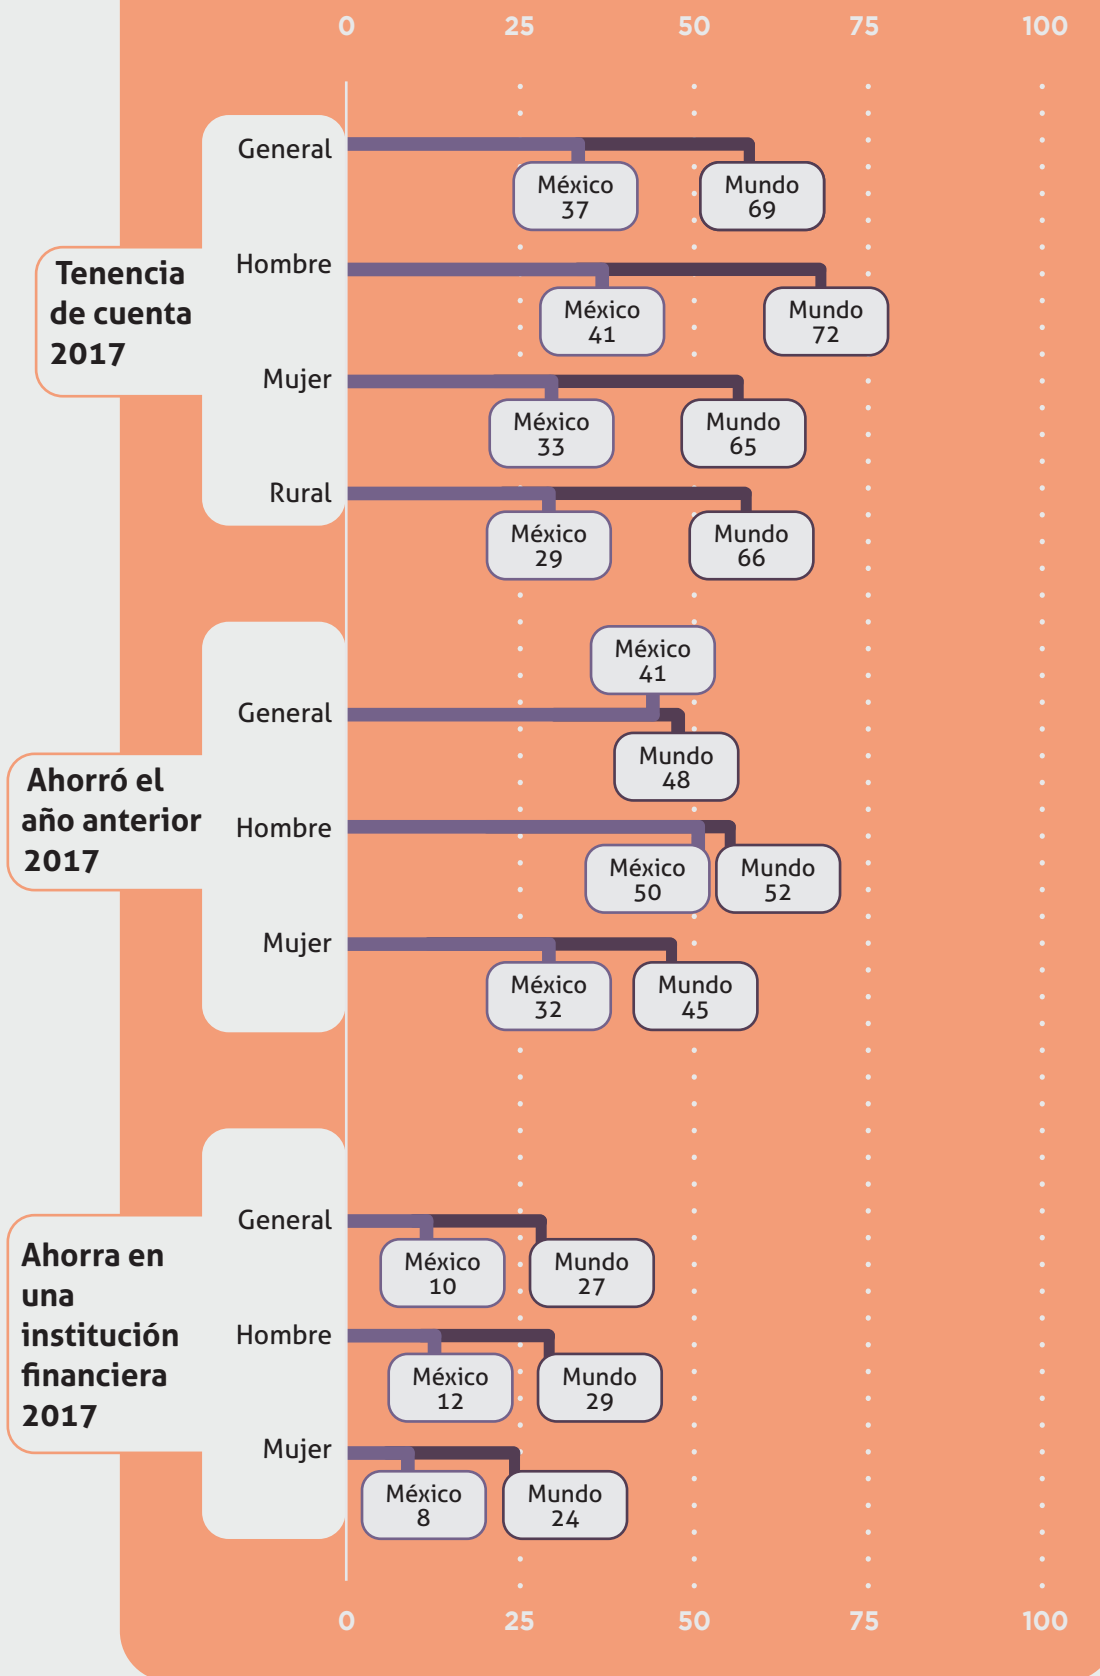 0 25 50 75 100
Tenencia
de cuenta
2017
General
México
37
Mundo
69
Hombre
México
41
Mundo
72
Mujer
México
33
Mundo
65
Rural
México
29
Mundo
66
Ahorró el
año anterior
2017
General
México
41
Mundo
48
Hombre
México
50
Mundo
52
Mujer
México
32
Mundo
45
Ahorra en
una
institución
financiera
2017
General
México
10
Mundo
27
Hombre
México
12
Mundo
29
Mujer
México
8
Mundo
24
0 25 50 75 100